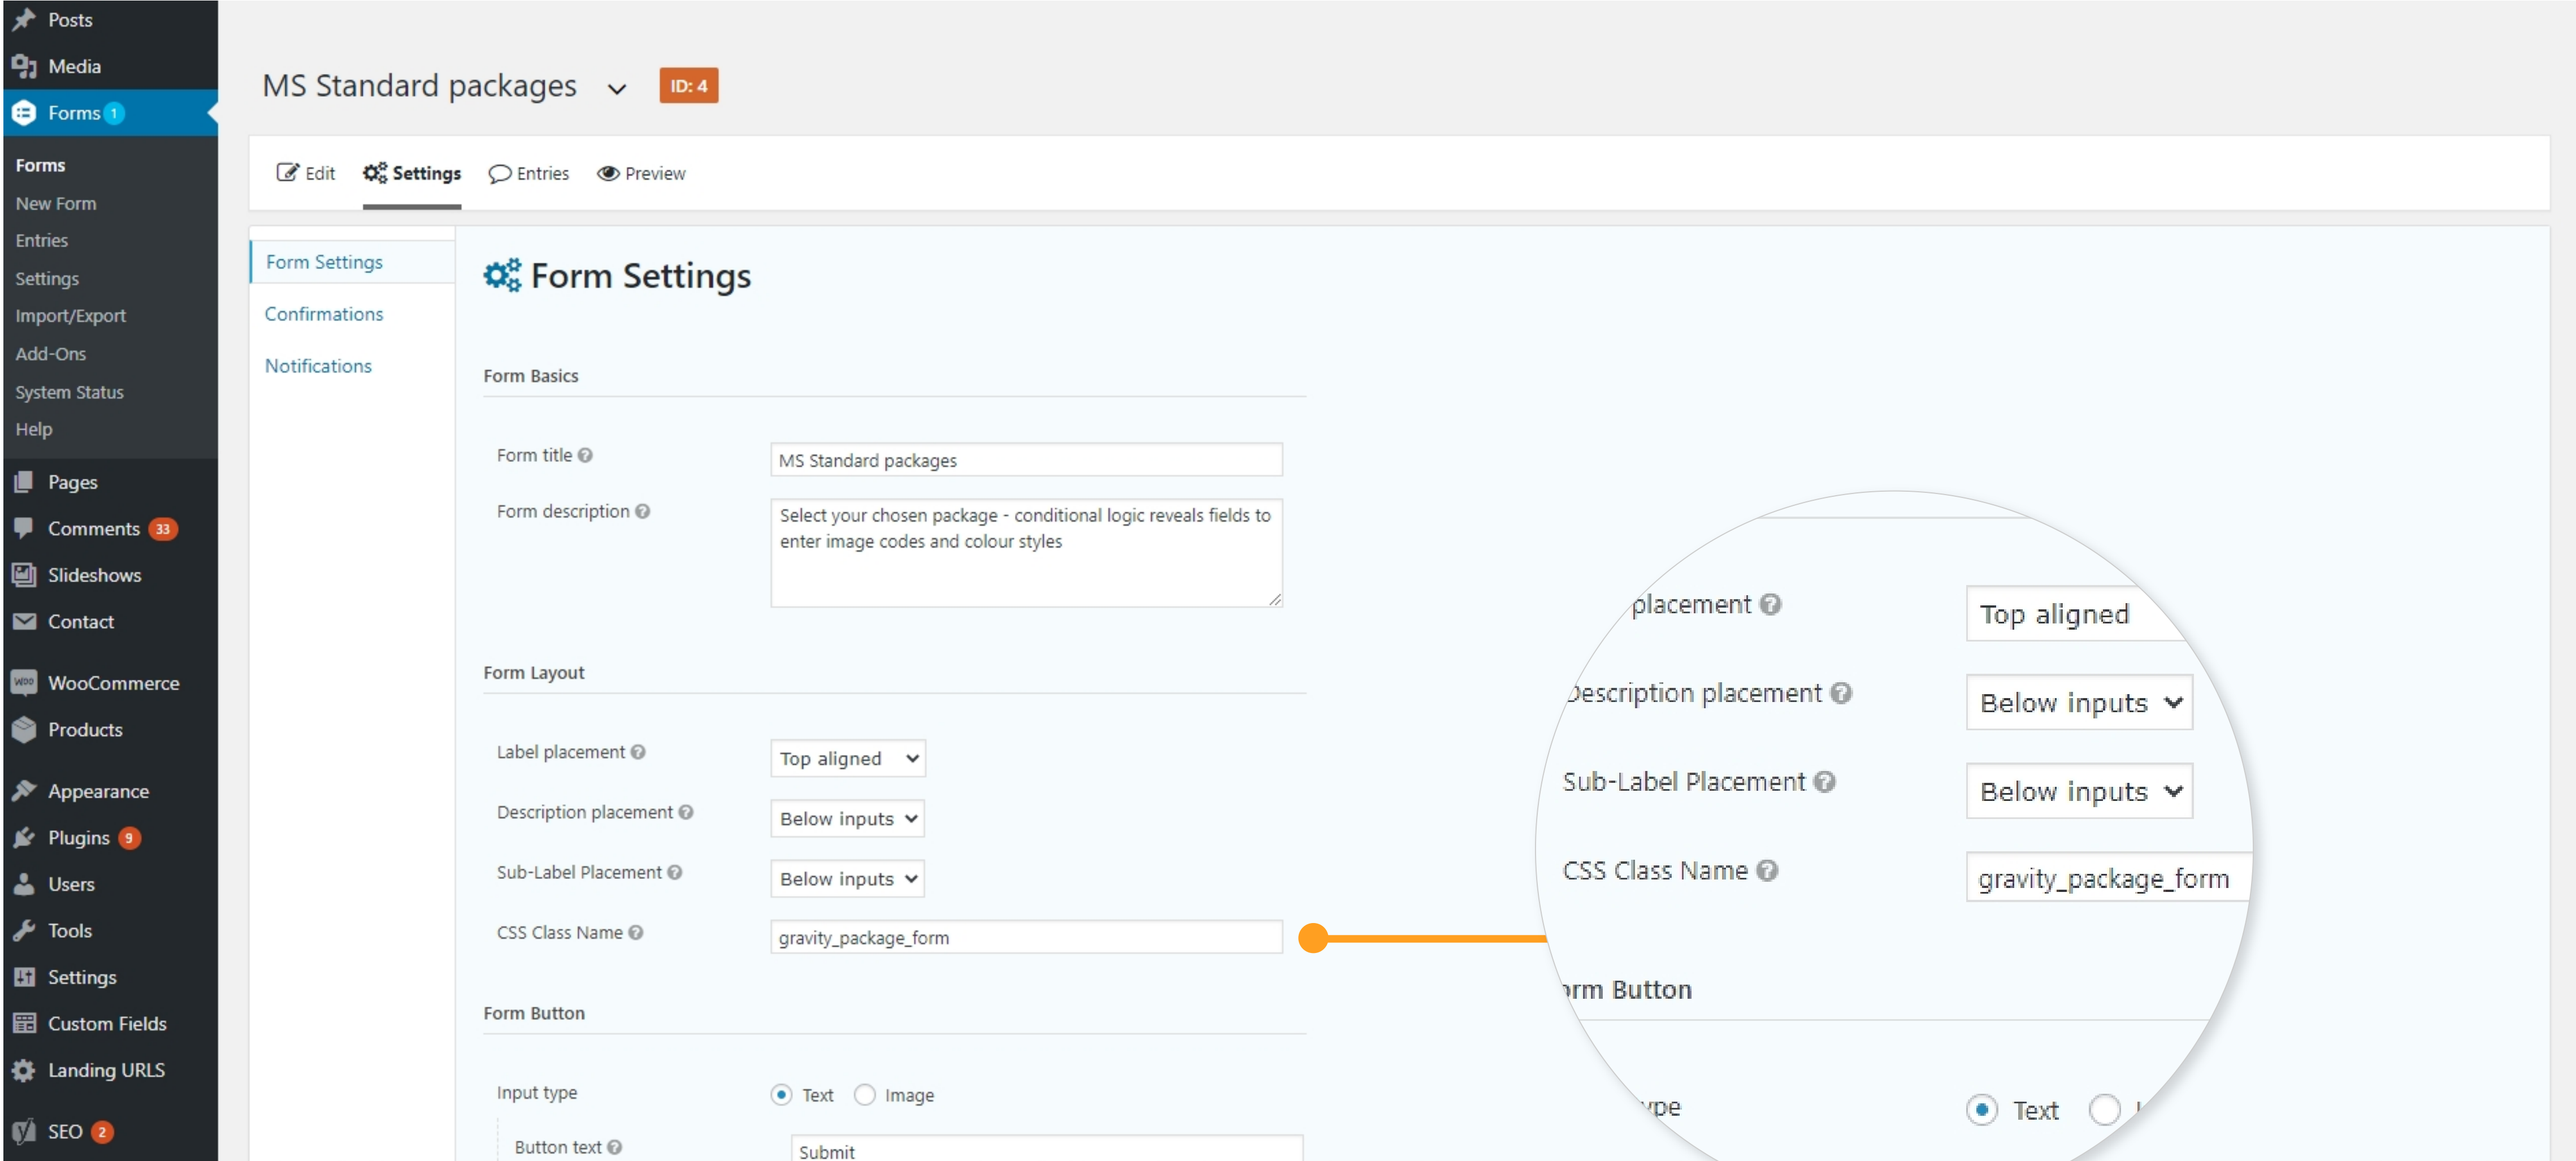 Posts
Media
Forms 1
Forms
New Form
Entries
Settings
Import/Export
Add-Ons
System Status
Help
Pages
Comments 33
Slideshows
Contact
Woo WooCommerce
Products
Appearance
Plugins 9
Users
Tools
Settings
Custom Fields
Landing URLS
SEO 2
MS Standard packages ID: 4
Edit Settings Entries Preview
Form Settings
Confirmations
Notifications
Form Settings
Form Basics
Form title MS Standard packages
Form description Select your chosen package - conditional logic reveals fields to
enter image codes and colour styles
Form Layout
Label placement Top aligned
Description placement Below inputs
Sub-Label Placement Below inputs
CSS Class Name gravity_package_form
Form Button
Input type Text Image
Button text Submit
placement Top aligned
Description placement Below inputs
Sub-Label Placement Below inputs
CSS Class Name gravity_package_form
orm Button
ype Text